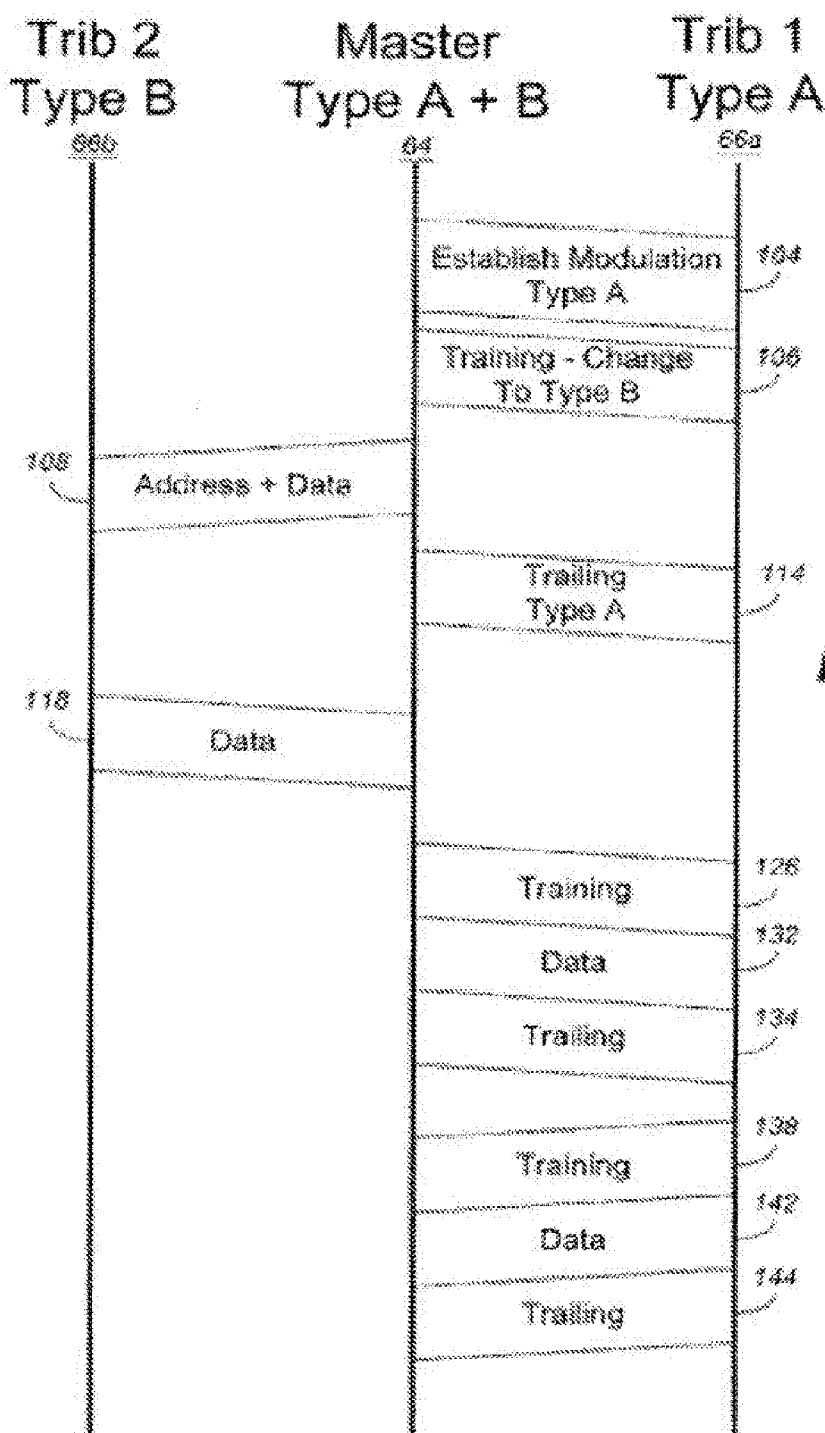 Trib 2
Type B
66b
Master
Type A + B
64
Trib 1
Type A
66a
Establish Modulation
Type A
104
Training - Change
To Type B
106
108
Address + Data
Trailing
Type A
114
118
Data
Training
126
Data
132
Trailing
134
Training
138
Data
142
Trailing
144